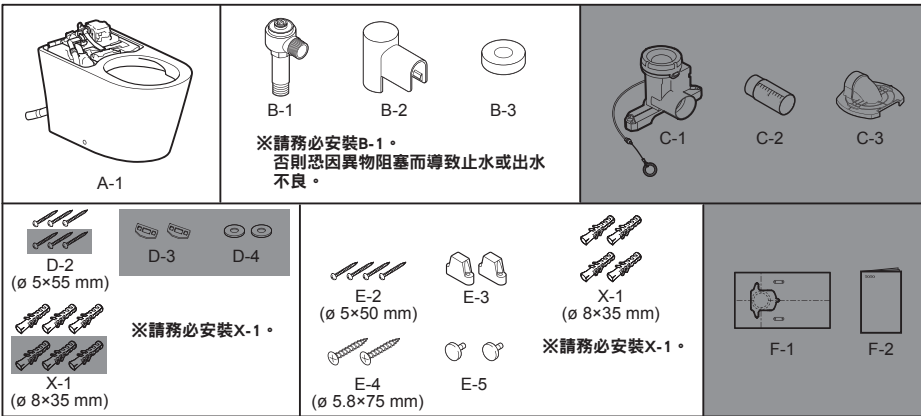 A-1
B-1
B-2
B-3
※請務必安裝B-1。
否則恐因異物阻塞而導致止水或出水
不良。
C-1
C-2
C-3
D-2
(ø 5×55 mm)
D-3
D-4
X-1
(ø 8×35 mm)
※請務必安裝X-1。
E-2
(ø 5×50 mm)
E-3
X-1
(ø 8×35 mm)
※請務必安裝X-1。
E-4
(ø 5.8×75 mm)
E-5
F-1
F-2